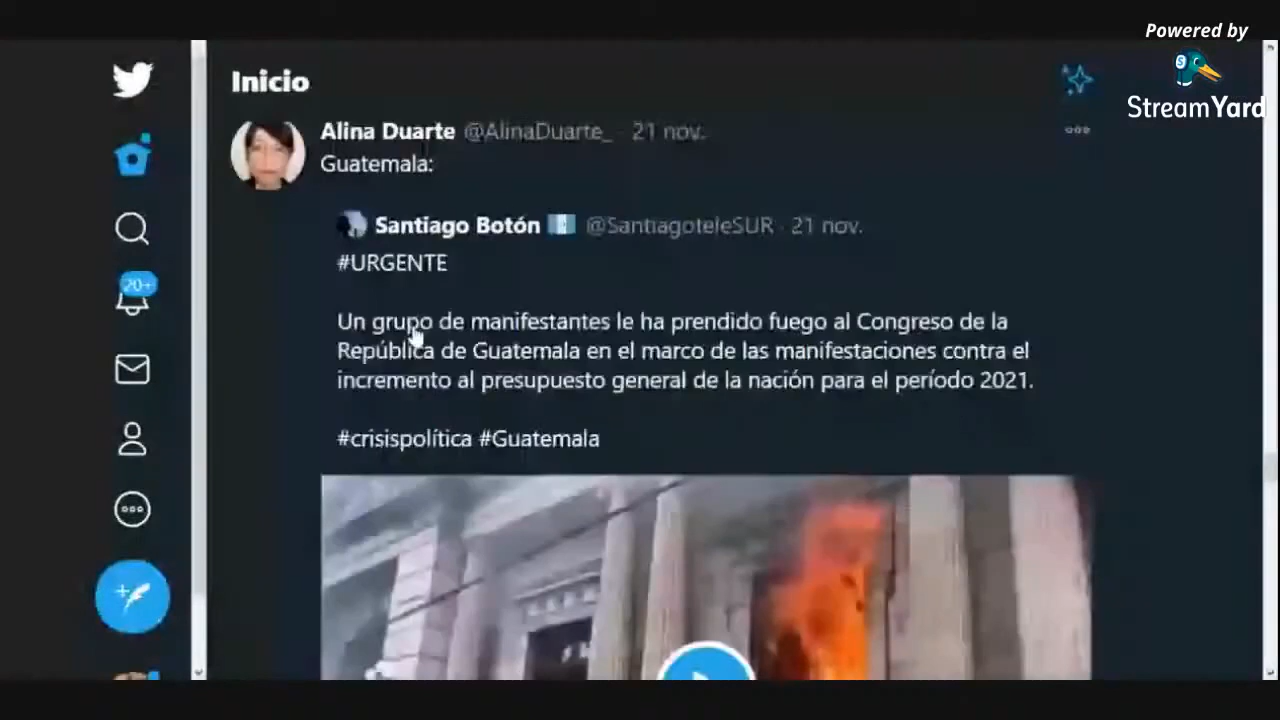 Powered by
StreamYard
Inicio
Alina Duarte @AlinaDuarte_ · 21 nov.
Guatemala:
Santiago Botón @SantiagoteleSUR · 21 nov.
#URGENTE
20+
Un grupo de manifestantes le ha prendido fuego al Congreso de la
República de Guatemala en el marco de las manifestaciones contra el
incremento al presupuesto general de la nación para el período 2021.
#crisispolítica #Guatemala